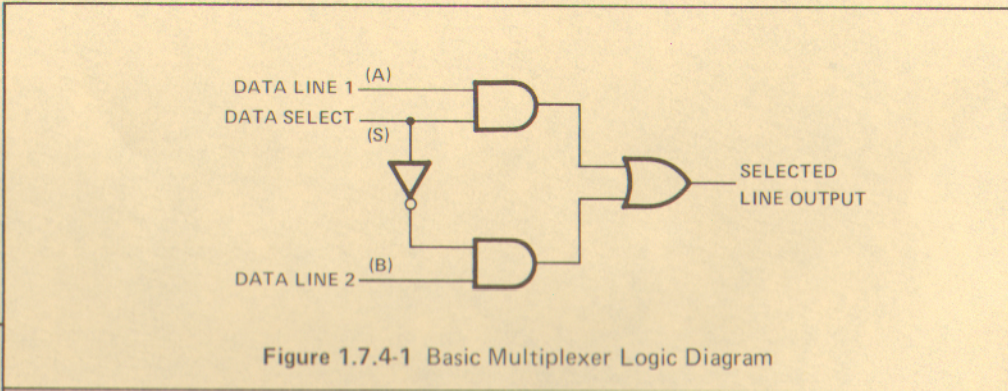 DATA LINE 1 (A)
DATA SELECT (S)
SELECTED
LINE OUTPUT
DATA LINE 2 (B)
Figure 1.7.4-1 Basic Multiplexer Logic Diagram